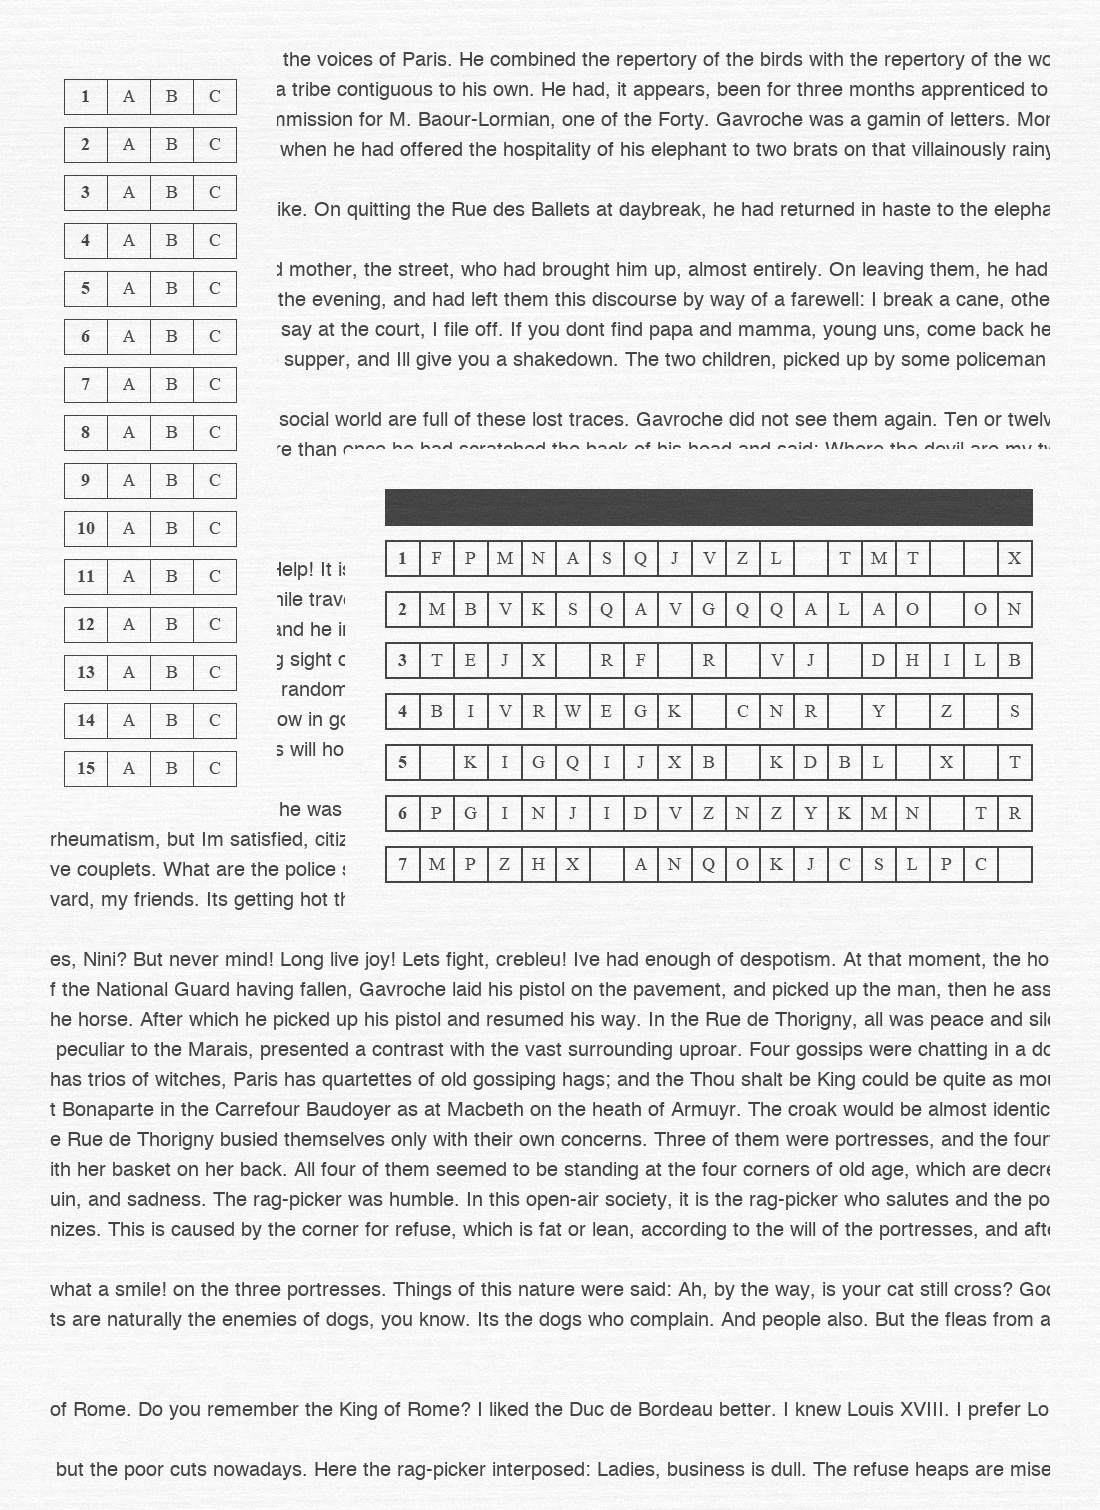 1 A B C
2 A B C
3 A B C
4 A B C
5 A B C
6 A B C
7 A B C
8 A B C
9 A B C
10 A B C
11 A B C
12 A B C
13 A B C
14 A B C
15 A B C
the voices of Paris. He combined the repertory of the birds with the repertory of the
a tribe contiguous to his own. He had, it appears, been for three months apprenticed to
mmission for M. Baour-Lormian, one of the Forty. Gavroche was a gamin of letters.
when he had offered the hospitality of his elephant to two brats on that villainously rainy
ike. On quitting the Rue des Ballets at daybreak, he had returned in haste to the elepha
mother, the street, who had brought him up, almost entirely. On leaving them, he had
the evening, and had left them this discourse by way of a farewell: I break a cane, othe
say at the court, I file off. If you dont find papa and mamma, young uns, come back he
supper, and Ill give you a shakedown. The two children, picked up by some policeman
social world are full of these lost traces. Gavroche did not see them again. Ten or twelv
re than once he had scratched the back of his head and said: Where the devil are my
Help! It is
hile trave
and he i
g sight
random
ow in go
s will ho
he was
rheumatism, but Im satisfied, citiz
ve couplets. What are the police
vard, my friends. Its getting hot th
1 F P M N A S Q J V Z L T M T X
2 M B V K S Q A V G Q Q A L A O O N
3 T E J X R F R V J D H I L B
4 B I V R W E G K C N R Y Z S
5 K I G Q I J X B K D B L X T
6 P G I N J I D V Z N Z Y K M N T R
7 M P Z H X A N Q O K J C S L P C
es, Nini? But never mind! Long live joy! Lets fight, crebleu! Ive had enough of despotism. At that moment, the ho
f the National Guard having fallen, Gavroche laid his pistol on the pavement, and picked up the man, then he ass
he horse. After which he picked up his pistol and resumed his way. In the Rue de Thorigny, all was peace and sile
peculiar to the Marais, presented a contrast with the vast surrounding uproar. Four gossips were chatting in a do
has trios of witches, Paris has quartettes of old gossiping hags; and the Thou shalt be King could be quite as mou
t Bonaparte in the Carrefour Baudoyer as at Macbeth on the heath of Armuyr. The croak would be almost identic
e Rue de Thorigny busied themselves only with their own concerns. Three of them were portresses, and the four
ith her basket on her back. All four of them seemed to be standing at the four corners of old age, which are decre
uin, and sadness. The rag-picker was humble. In this open-air society, it is the rag-picker who salutes and the po
nizes. This is caused by the corner for refuse, which is fat or lean, according to the will of the portresses, and afte
what a smile! on the three portresses. Things of this nature were said: Ah, by the way, is your cat still cross? Goo
ts are naturally the enemies of dogs, you know. Its the dogs who complain. And people also. But the fleas from a
of Rome. Do you remember the King of Rome? I liked the Duc de Bordeau better. I knew Louis XVIII. I prefer Lo
but the poor cuts nowadays. Here the rag-picker interposed: Ladies, business is dull. The refuse heaps are mise